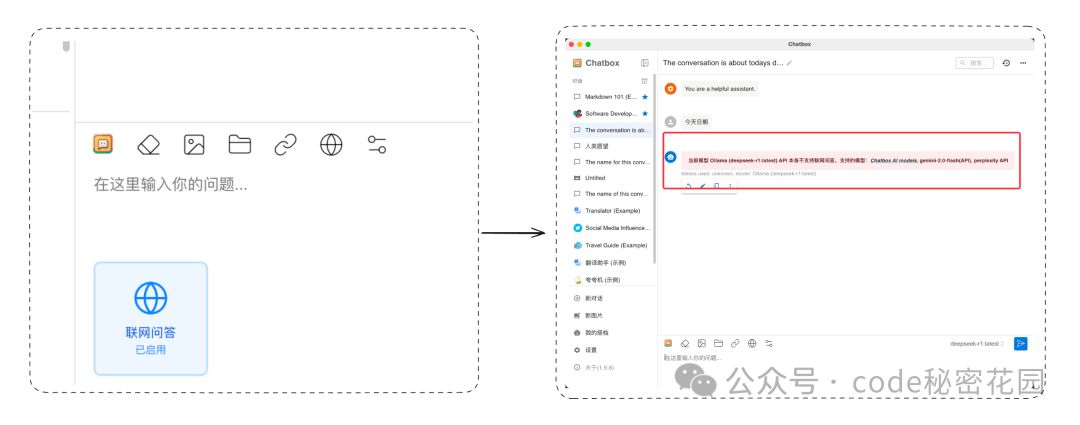 在这里输入你的问题...
联网问答
已启用
Chatbox
Chatbox
对话
Markdown 101 (E...
Software Develop...
The conversation is ab...
人类愿望
The name for this conv...
Untitled
The name of this conv...
Translator (Example)
Social Media Influence...
Travel Guide (Example)
翻译助手 (示例)
夸夸机 (示例)
新对话
新图片
我的搭档
设置
关于(1.9.8)
The conversation is about todays d...
搜索...
You are a helpful assistant.
今天日期
当前模型 Ollama (deepseek-r1:latest) API 本身不支持联网问答。支持的模型：Chatbox AI models, gemini-2.0-flash(API), perplexity API
tokens used: unknown, model: Ollama (deepseek-r1:latest)
deepseek-r1:latest
在这里输入你的问题...
公众号 · code秘密花园